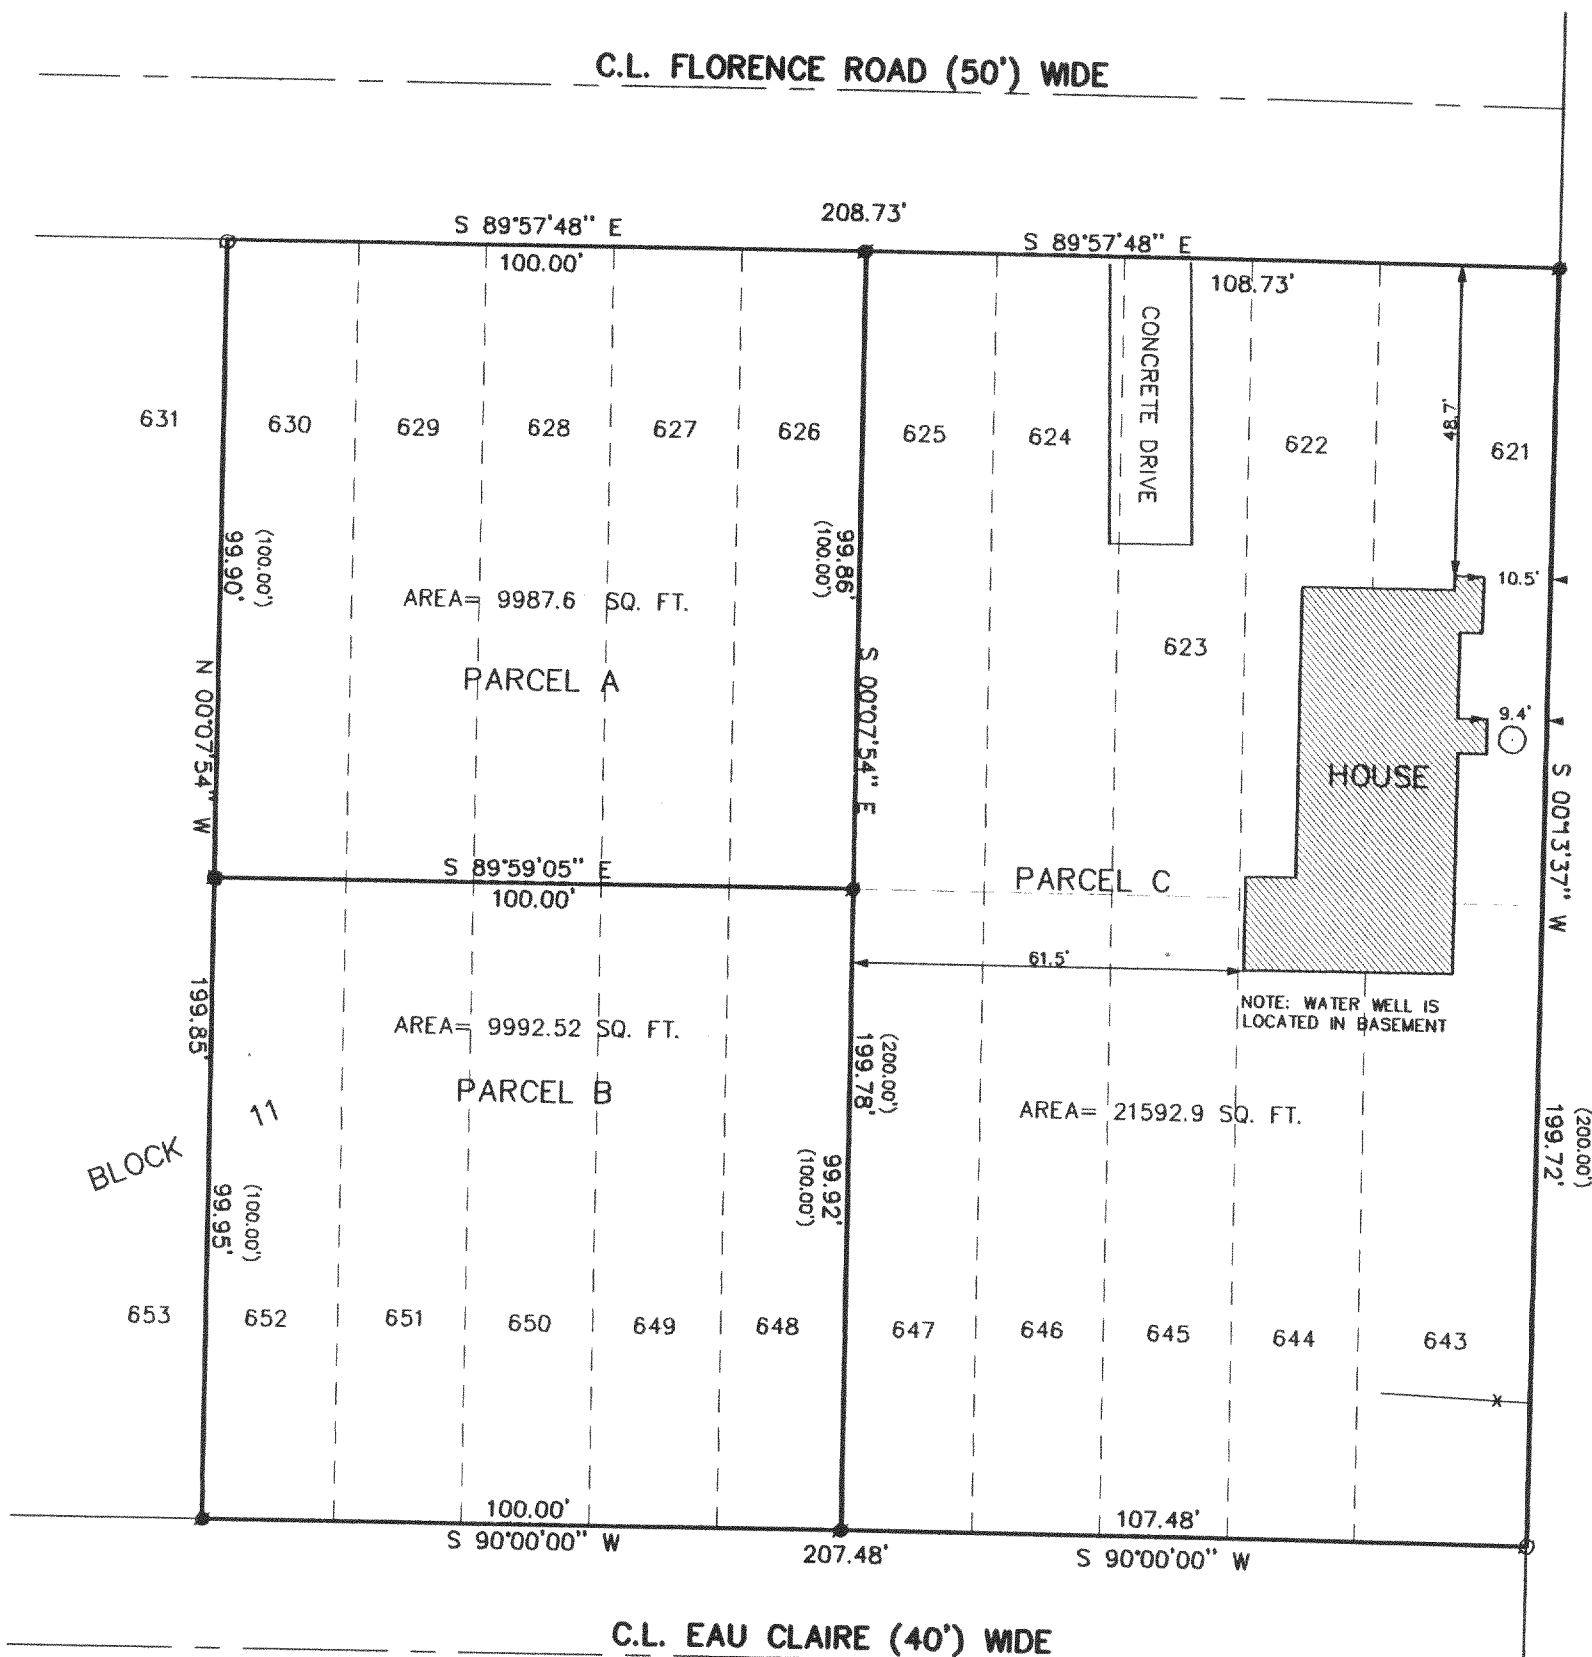 C.L. FLORENCE ROAD (50') WIDE
208.73'
S 89°57'48" E
100.00'
S 89°57'48" E
108.73'
CONCRETE DRIVE
631
630
629
628
627
626
625
624
622
621
48.7'
99.90'
(100.00')
99.86'
(100.00')
10.5'
AREA= 9987.6 SQ. FT.
623
PARCEL A
N 00°07'54" W
S 00°07'54" E
9.4'
HOUSE
S 00°13'37" W
S 89°59'05" E
100.00'
PARCEL C
61.5'
NOTE: WATER WELL IS
LOCATED IN BASEMENT
199.85'
AREA= 9992.52 SQ. FT.
(200.00')
199.78'
PARCEL B
AREA= 21592.9 SQ. FT.
(200.00')
199.72'
BLOCK 11
99.95'
(100.00')
99.92'
(100.00')
653
652
651
650
649
648
647
646
645
644
643
x
100.00'
S 90°00'00" W
207.48'
107.48'
S 90°00'00" W
C.L. EAU CLAIRE (40') WIDE